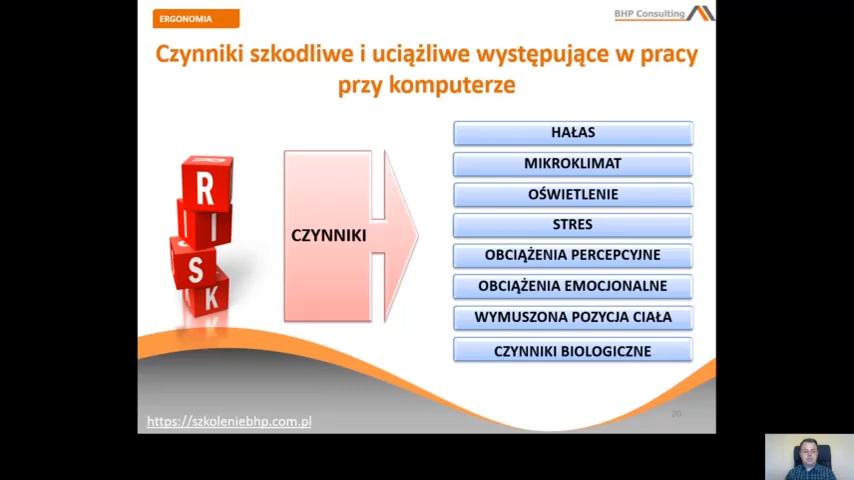 ERGONOMIA
BHP Consulting
Czynniki szkodliwe i uciążliwe występujące w pracy
przy komputerze
R
I
S
K
CZYNNIKI
HAŁAS
MIKROKLIMAT
OŚWIETLENIE
STRES
OBCIĄŻENIA PERCEPCYJNE
OBCIĄŻENIA EMOCJONALNE
WYMUSZONA POZYCJA CIAŁA
CZYNNIKI BIOLOGICZNE
https://szkoleniebhp.com.pl
20